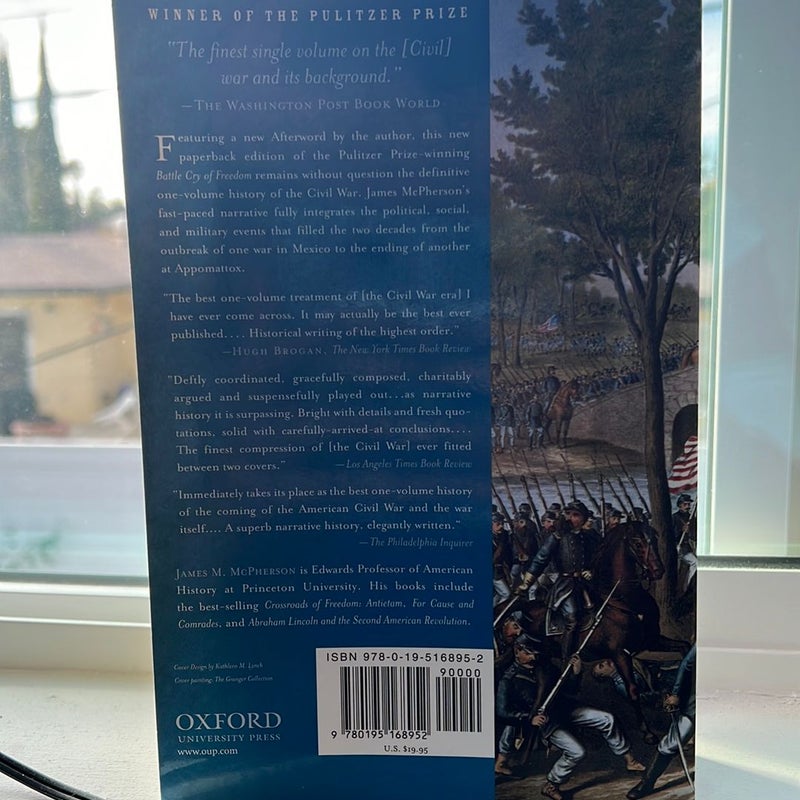 WINNER OF THE PULITZER PRIZE
"The finest single volume on the [Civil]
war and its background."
—THE WASHINGTON POST BOOK WORLD
Featuring a new Afterword by the author, this new
paperback edition of the Pulitzer Prize-winning
Battle Cry of Freedom remains without question the definitive
one-volume history of the Civil War. James McPherson's
fast-paced narrative fully integrates the political, social,
and military events that filled the two decades from the
outbreak of one war in Mexico to the ending of another
at Appomattox.
"The best one-volume treatment of [the Civil War era] I
have ever come across. It may actually be the best ever
published.... Historical writing of the highest order."
—HUGH BROGAN, The New York Times Book Review
"Deftly coordinated, gracefully composed, charitably
argued and suspensefully played out...as narrative
history it is surpassing. Bright with details and fresh quo-
tations, solid with carefully-arrived-at conclusions....
The finest compression of [the Civil War] ever fitted
between two covers." —Los Angeles Times Book Review
"Immediately takes its place as the best one-volume history
of the coming of the American Civil War and the war
itself.... A superb narrative history, elegantly written."
—The Philadelphia Inquirer
JAMES M. MCPHERSON is Edwards Professor of American
History at Princeton University. His books include
the best-selling Crossroads of Freedom: Antietam, For Cause and
Comrades, and Abraham Lincoln and the Second American Revolution.
Cover Design by Kathleen M. Lynch
Cover painting: The Granger Collection
OXFORD
UNIVERSITY PRESS
www.oup.com
ISBN 978-0-19-516895-2
90000
9 780195 168952
U.S. $19.95